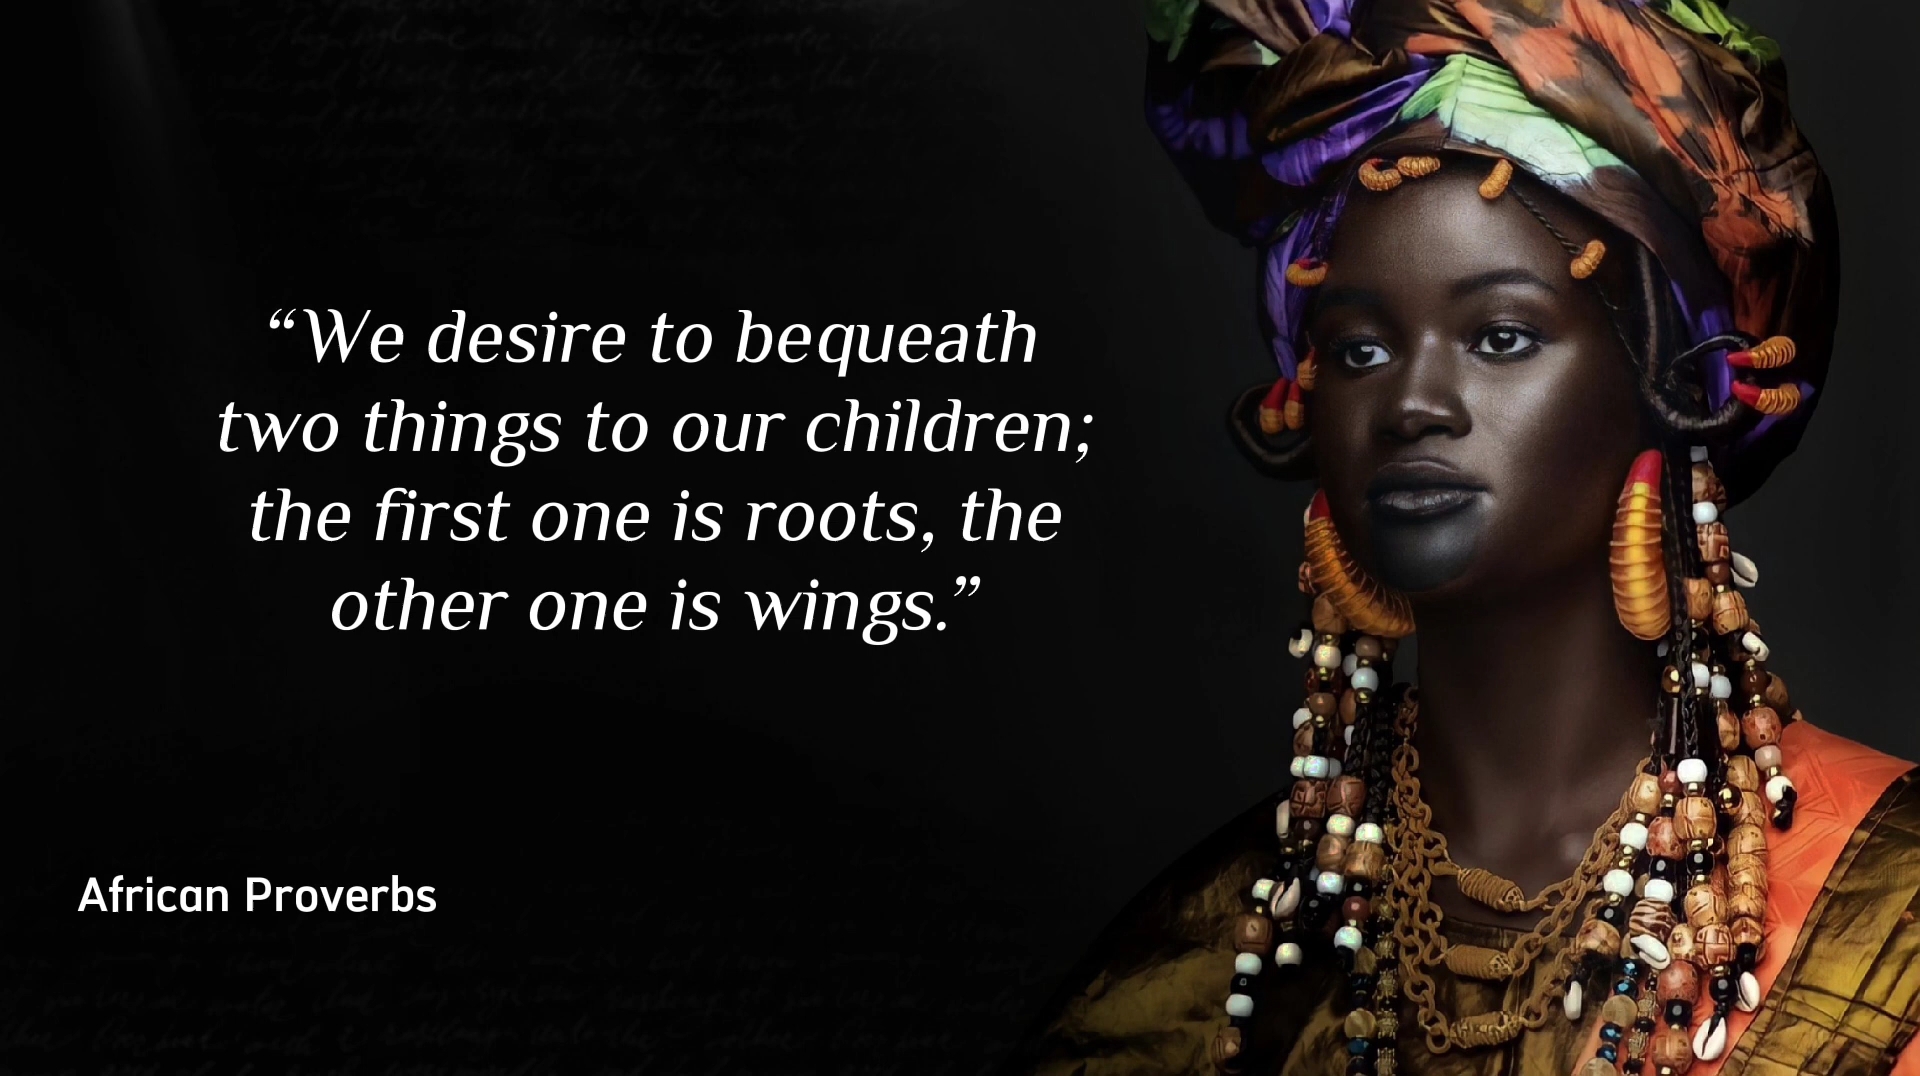 “We desire to bequeath
two things to our children;
the first one is roots, the
other one is wings.”
African Proverbs